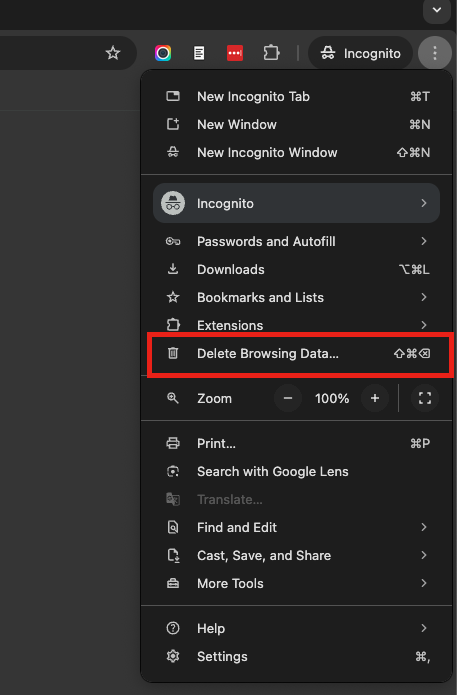 Incognito
New Incognito Tab ⌘T
New Window ⌘N
New Incognito Window ⇧⌘N
Incognito
Passwords and Autofill
Downloads ⌥⌘L
Bookmarks and Lists
Extensions
Delete Browsing Data... ⇧⌘⌫
Zoom − 100% +
Print... ⌘P
Search with Google Lens
Translate...
Find and Edit
Cast, Save, and Share
More Tools
Help
Settings ⌘,